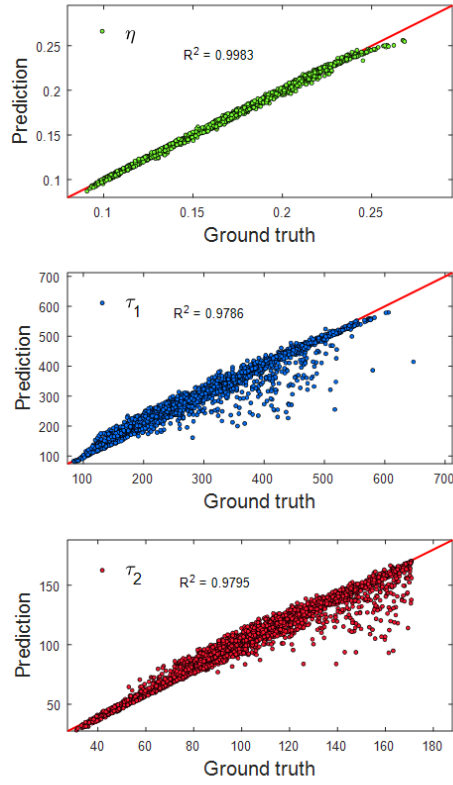 η
R² = 0.9983
0.25
0.2
0.15
0.1
Prediction
0.1 0.15 0.2 0.25
Ground truth
τ₁
R² = 0.9786
700
600
500
400
300
200
100
Prediction
100 200 300 400 500 600 700
Ground truth
τ₂
R² = 0.9795
150
100
50
Prediction
40 60 80 100 120 140 160 180
Ground truth